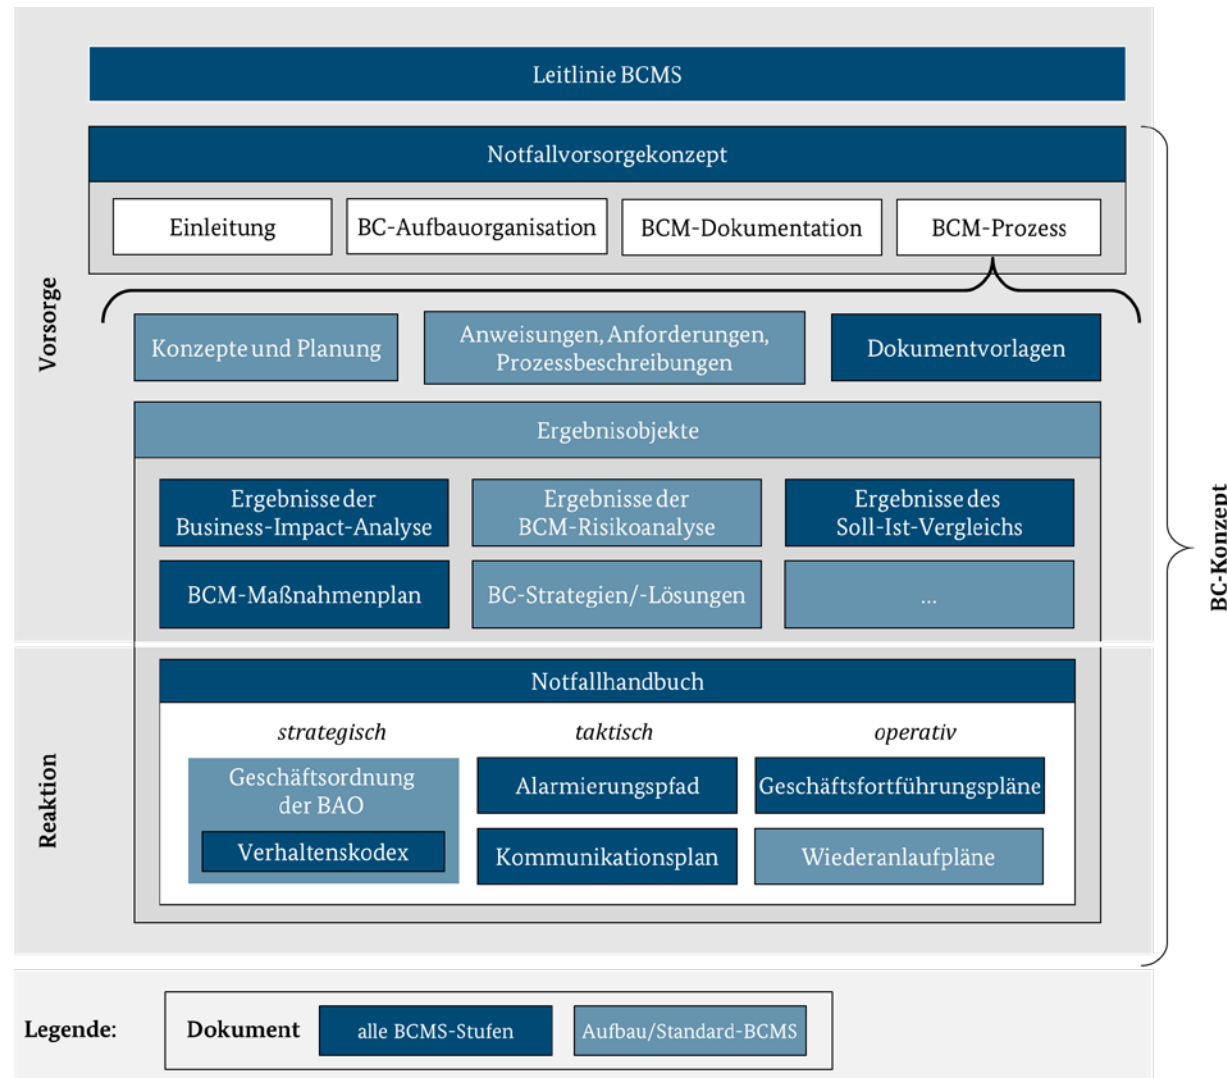 Leitlinie BCMS
Notfallvorsorgekonzept
Einleitung
BC-Aufbauorganisation
BCM-Dokumentation
BCM-Prozess
Vorsorge
Konzepte und Planung
Anweisungen, Anforderungen,
Prozessbeschreibungen
Dokumentvorlagen
Ergebnisobjekte
Ergebnisse der
Business-Impact-Analyse
Ergebnisse der
BCM-Risikoanalyse
Ergebnisse des
Soll-Ist-Vergleichs
BCM-Maßnahmenplan
BC-Strategien/-Lösungen
...
BC-Konzept
Reaktion
Notfallhandbuch
strategisch
taktisch
operativ
Geschäftsordnung
der BAO
Verhaltenskodex
Alarmierungspfad
Geschäftsfortführungspläne
Kommunikationsplan
Wiederanlaufpläne
Legende:
Dokument
alle BCMS-Stufen
Aufbau/Standard-BCMS